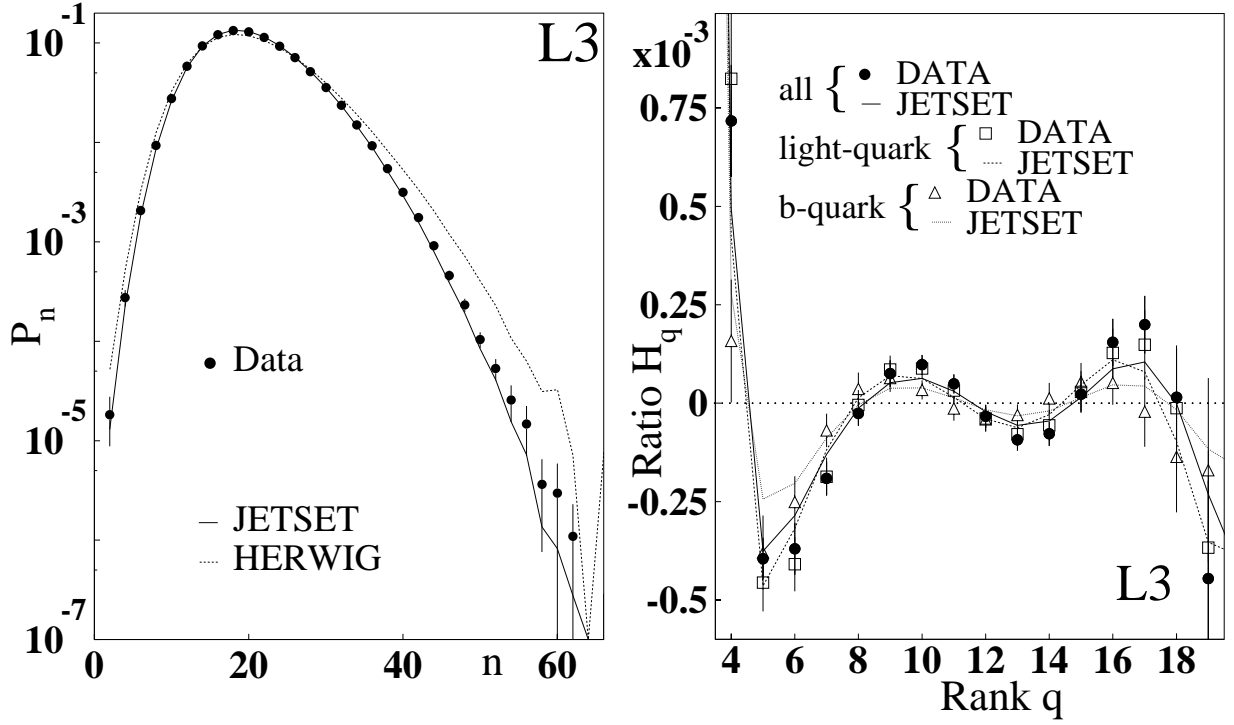 10 -1
10 -3
10 -5
10 -7
P n
L3
Data
JETSET
HERWIG
0 20 40 n 60
x10 -3
0.75
0.5
0.25
0
-0.25
-0.5
Ratio H q
all { DATA
JETSET
light-quark { DATA
JETSET
b-quark { DATA
JETSET
L3
4 6 8 10 12 14 16 18
Rank q